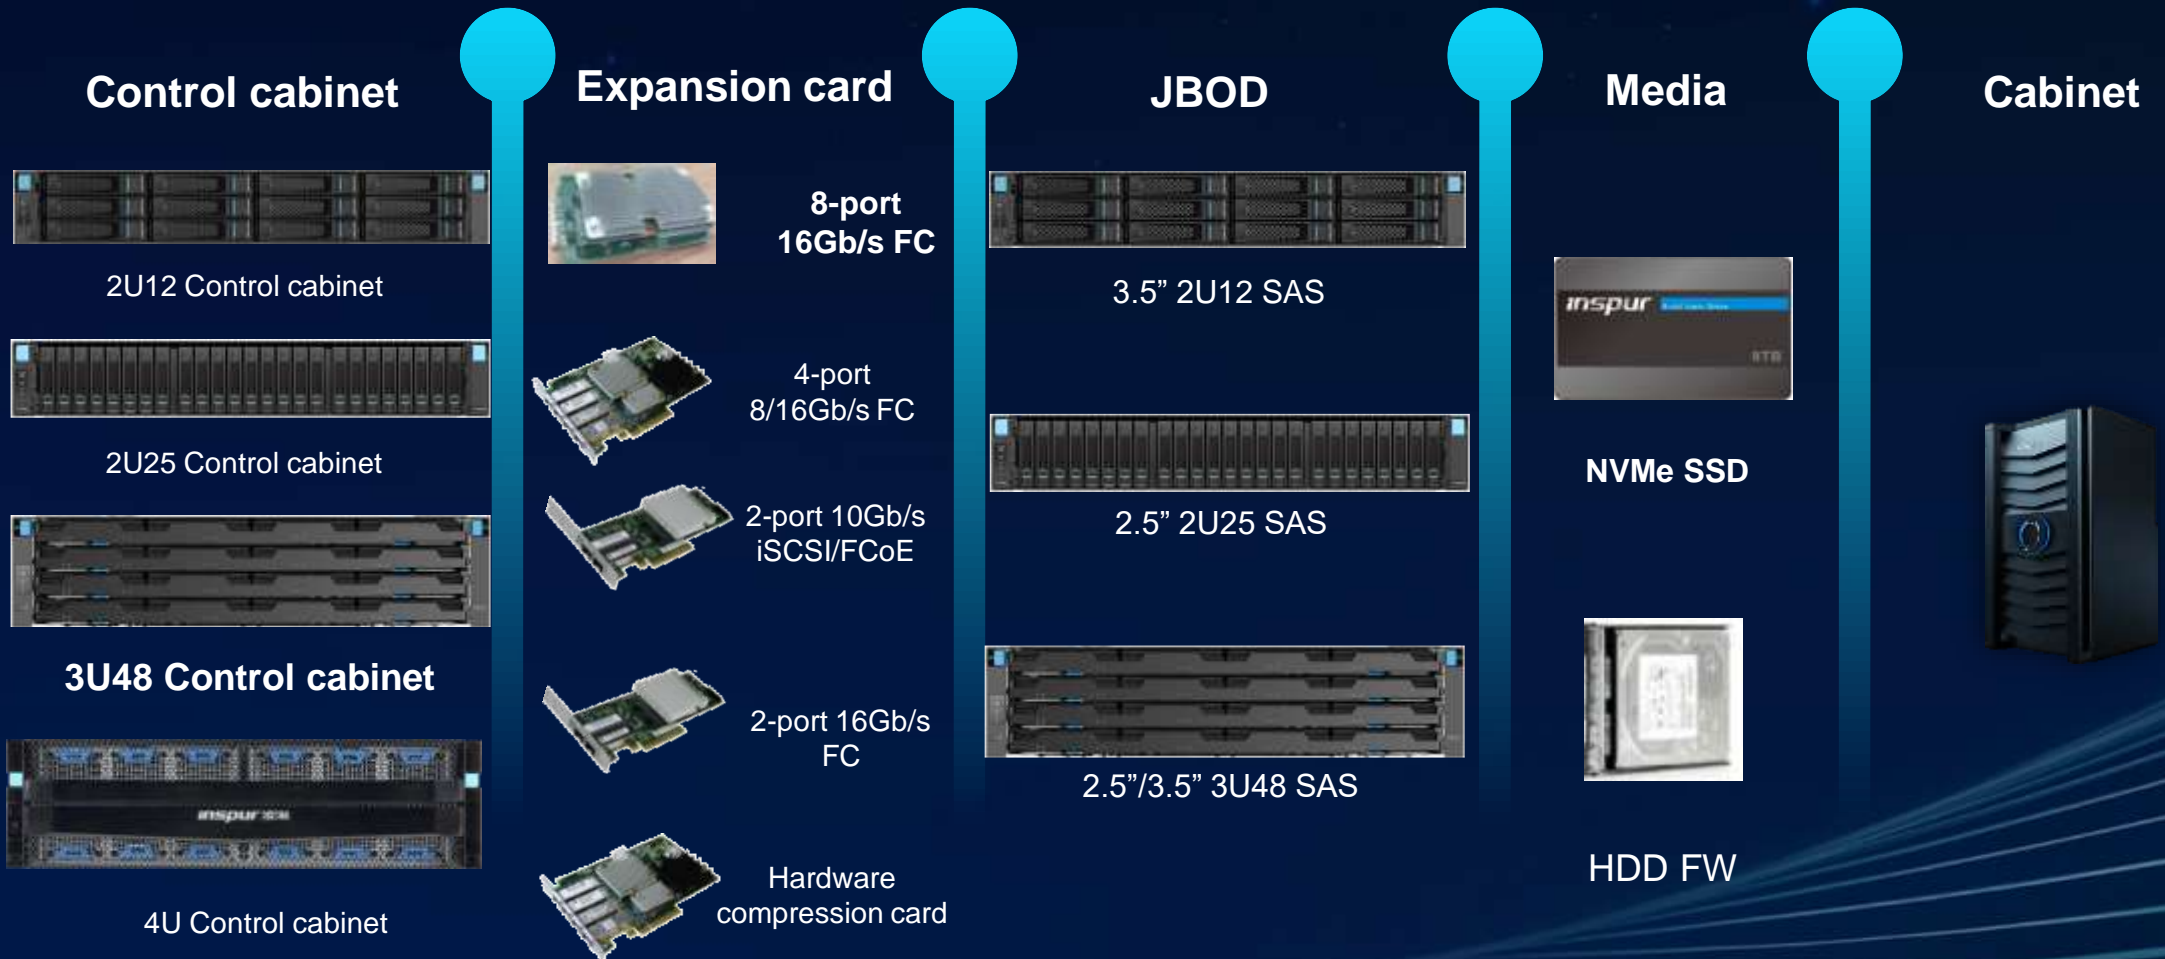 Control cabinet
2U12 Control cabinet
2U25 Control cabinet
3U48 Control cabinet
inspur
4U Control cabinet
Expansion card
8-port
16Gb/s FC
4-port
8/16Gb/s FC
2-port 10Gb/s
iSCSI/FCoE
2-port 16Gb/s
FC
Hardware
compression card
JBOD
3.5” 2U12 SAS
2.5” 2U25 SAS
2.5”/3.5” 3U48 SAS
Media
inspur
NVMe SSD
HDD FW
Cabinet